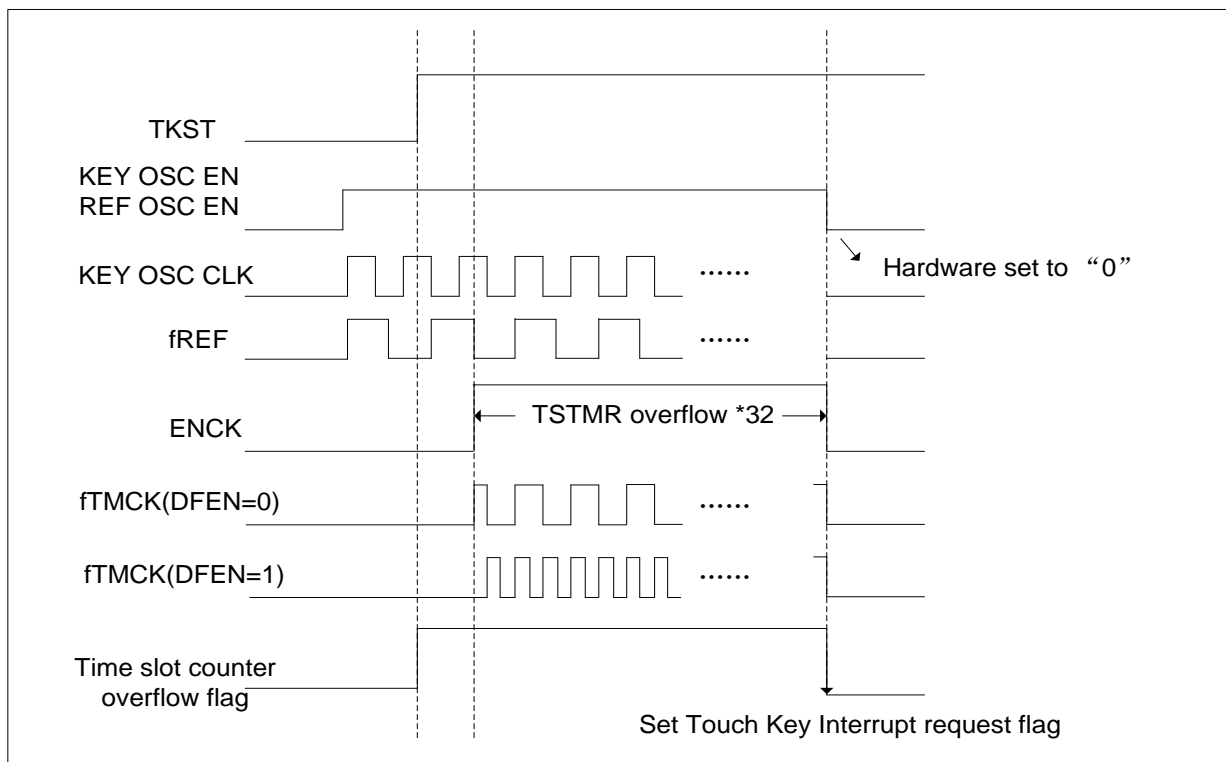 TKST
KEY OSC EN
REF OSC EN
Hardware set to “0”
KEY OSC CLK
......
fREF
......
TSTMR overflow *32
ENCK
fTMCK(DFEN=0)
......
fTMCK(DFEN=1)
......
Time slot counter
overflow flag
Set Touch Key Interrupt request flag